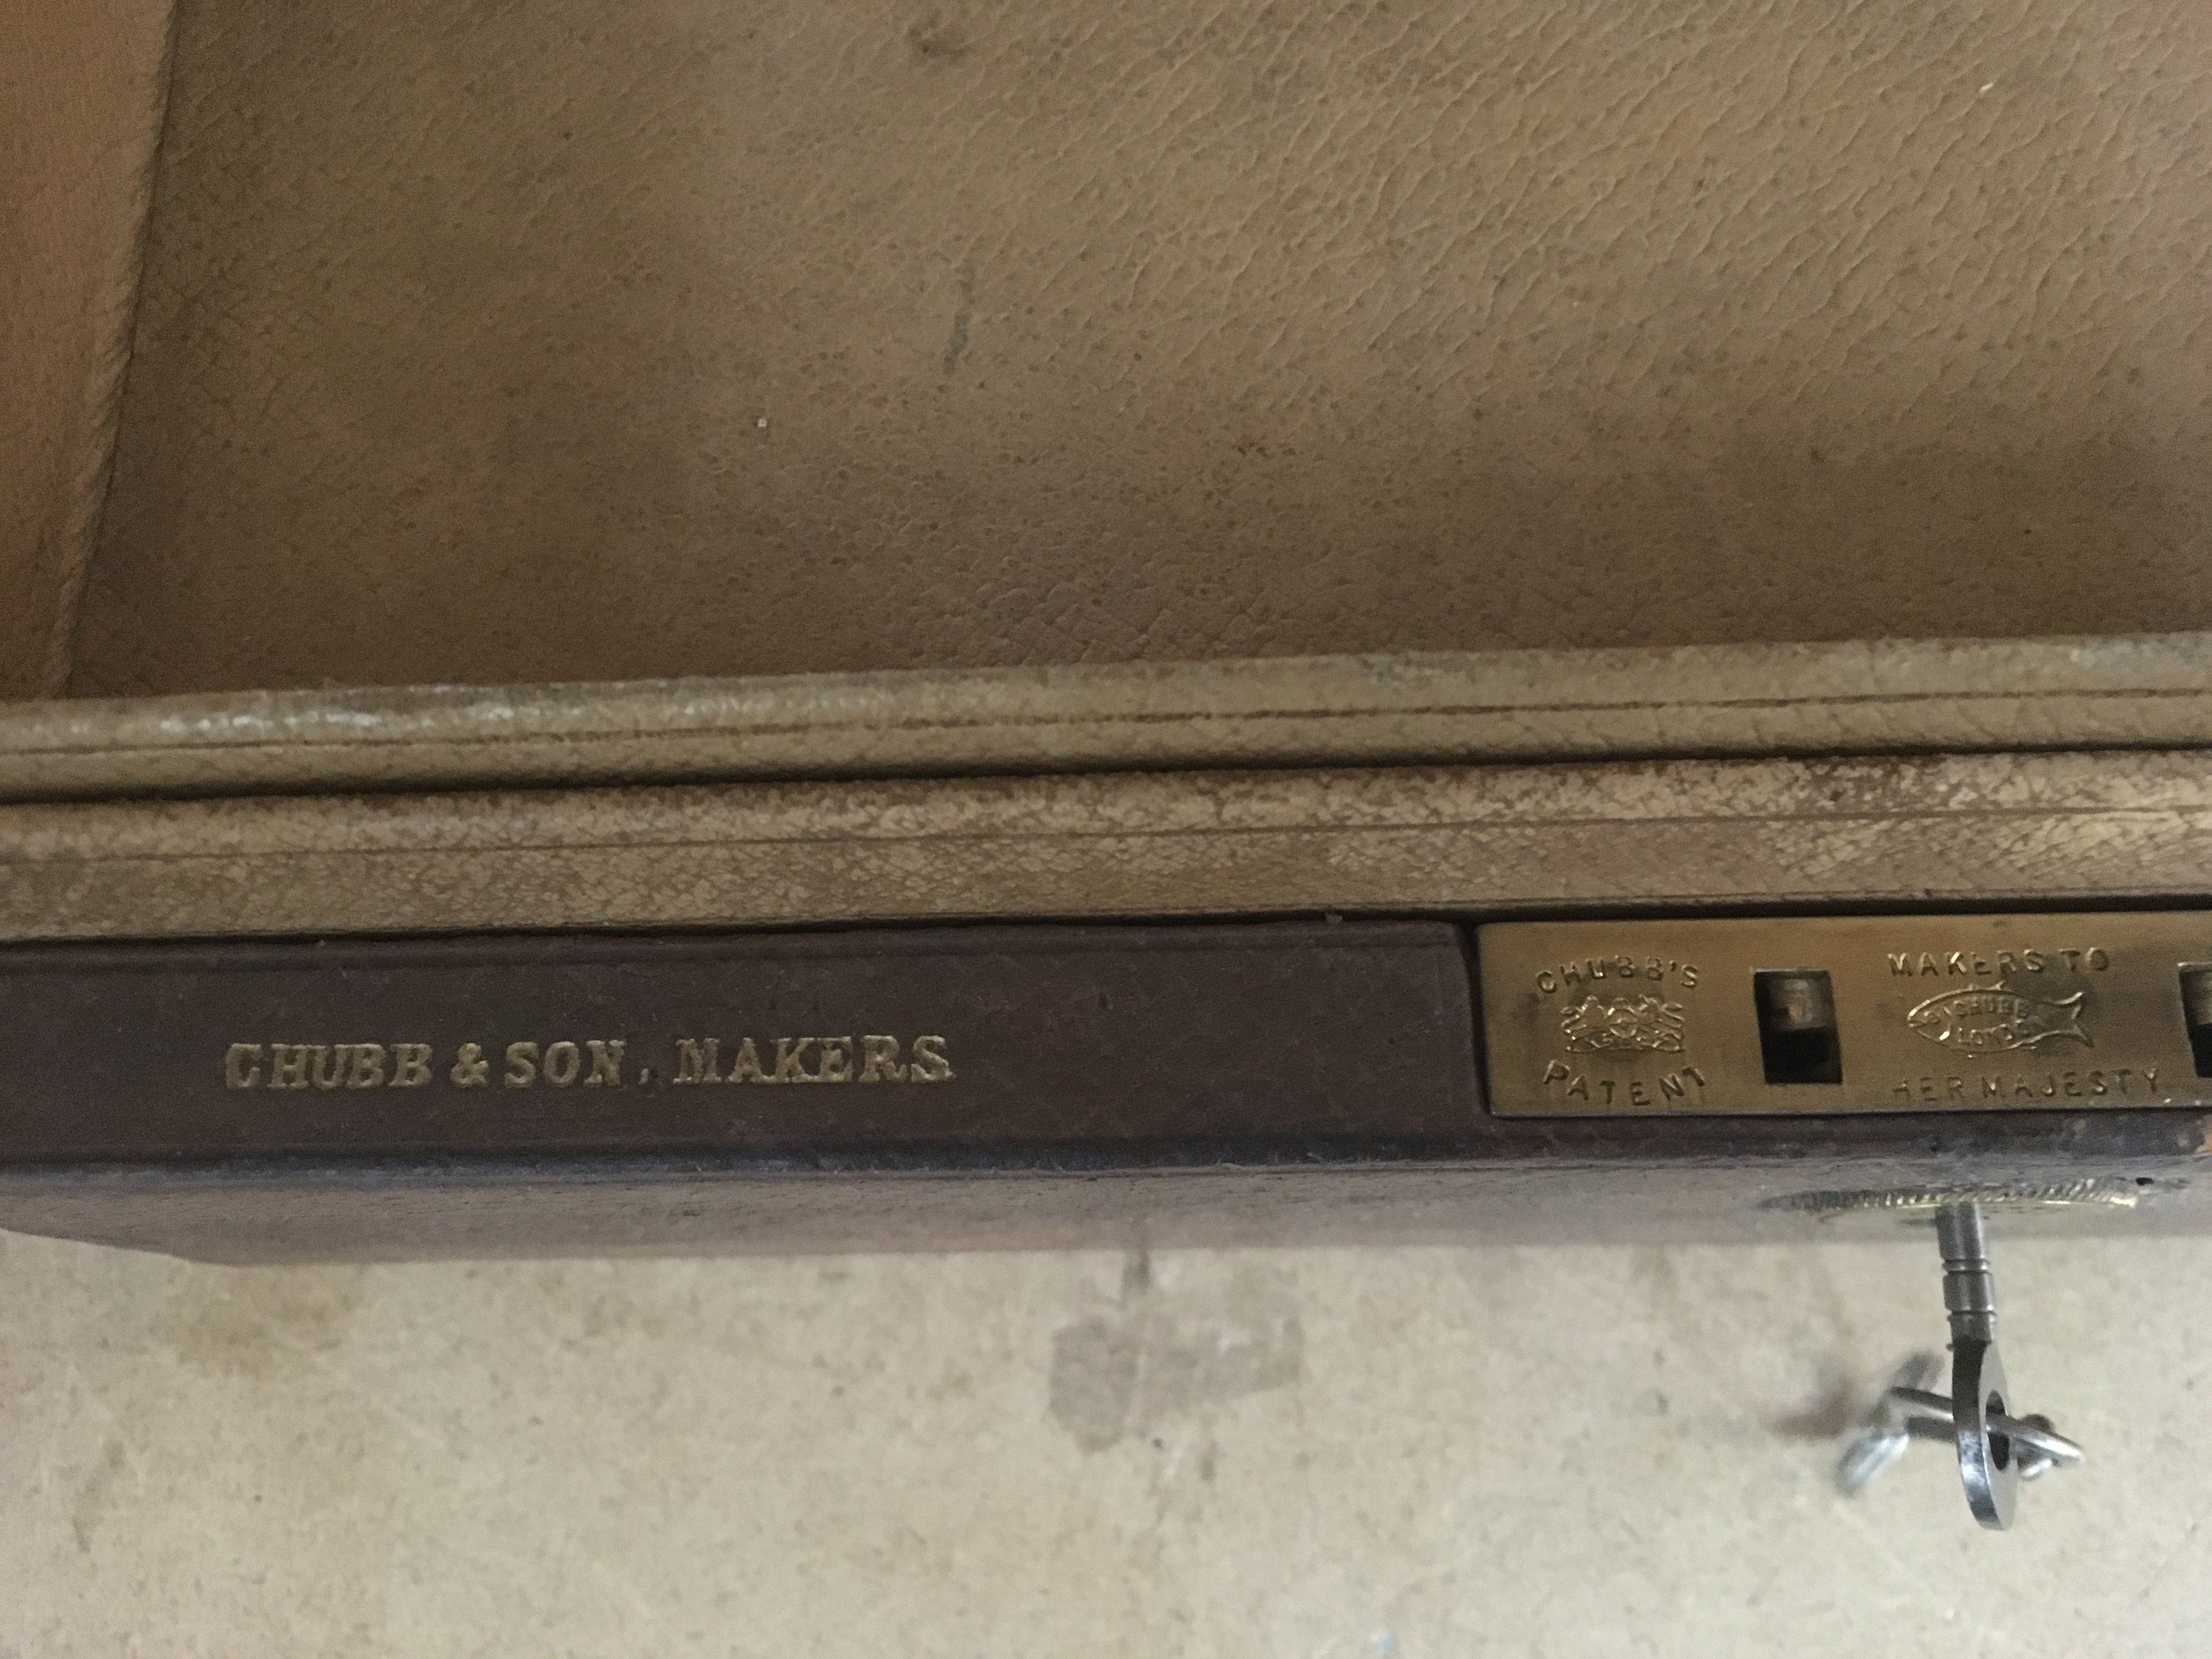 CHUBB & SON, MAKERS
CHUBB'S
PATENT
MAKERS TO
CHUBB
LONDON
HER MAJESTY